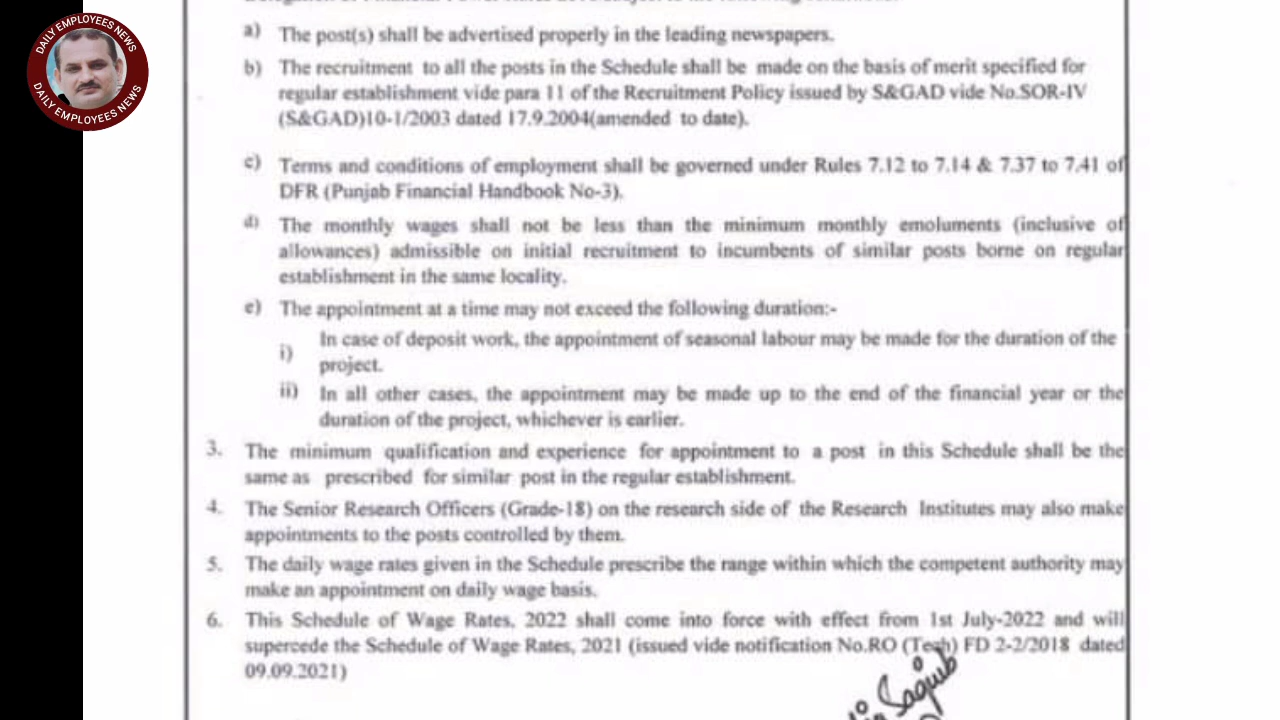 DAILY EMPLOYEES NEWS
DAILY EMPLOYEES NEWS
a) The post(s) shall be advertised properly in the leading newspapers.
b) The recruitment to all the posts in the Schedule shall be made on the basis of merit specified for
regular establishment vide para 11 of the Recruitment Policy issued by S&GAD vide No.SOR-IV
(S&GAD)10-1/2003 dated 17.9.2004(amended to date).
c) Terms and conditions of employment shall be governed under Rules 7.12 to 7.14 & 7.37 to 7.41 of
DFR (Punjab Financial Handbook No-3).
d) The monthly wages shall not be less than the minimum monthly emoluments (inclusive of
allowances) admissible on initial recruitment to incumbents of similar posts borne on regular
establishment in the same locality.
e) The appointment at a time may not exceed the following duration:-
i) In case of deposit work, the appointment of seasonal labour may be made for the duration of the
project.
ii) In all other cases, the appointment may be made up to the end of the financial year or the
duration of the project, whichever is earlier.
3. The minimum qualification and experience for appointment to a post in this Schedule shall be the
same as prescribed for similar post in the regular establishment.
4. The Senior Research Officers (Grade-18) on the research side of the Research Institutes may also make
appointments to the posts controlled by them.
5. The daily wage rates given in the Schedule prescribe the range within which the competent authority may
make an appointment on daily wage basis.
6. This Schedule of Wage Rates, 2022 shall come into force with effect from 1st July-2022 and will
supercede the Schedule of Wage Rates, 2021 (issued vide notification No.RO (Tech) FD 2-2/2018 dated
09.09.2021)
Saquib